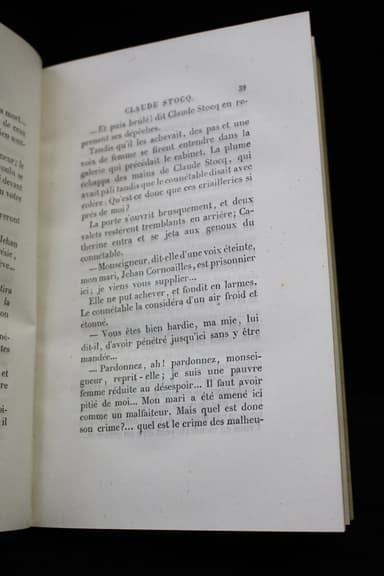 CLAUDE STOCQ.
39
— Et puis brûlé! dit Claude Stocq en re-
prenant ses dépêches.
Tandis qu'il les achevait, des pas et une
voix de femme se firent entendre dans la
galerie qui précédait le cabinet. La plume
échappa des mains de Claude Stocq, qui
avait pâli tandis que le connétable disait avec
colère: Qu'est-ce donc que ces criailleries si
près de moi?
La porte s'ouvrit brusquement, et deux
valets restèrent tremblants en arrière; Ca-
therine entra et se jeta aux genoux du
connétable.
— Monseigneur, dit-elle d'une voix éteinte,
mon mari, Jehan Cornoailles, est prisonnier
ici; je viens vous supplier...
Elle ne put achever, et fondit en larmes.
Le connétable la considéra d'un air froid et
étonné.
— Vous êtes bien hardie, ma mie, lui
dit-il, d'avoir pénétré jusqu'ici sans y être
mandée...
— Pardonnez, ah! pardonnez, monsei-
gneur, reprit-elle; je suis une pauvre
femme réduite au désespoir... Il faut avoir
pitié de moi... Mon mari a été amené ici
comme un malfaiteur. Mais quel est donc
son crime?... quel est le crime des malheu-